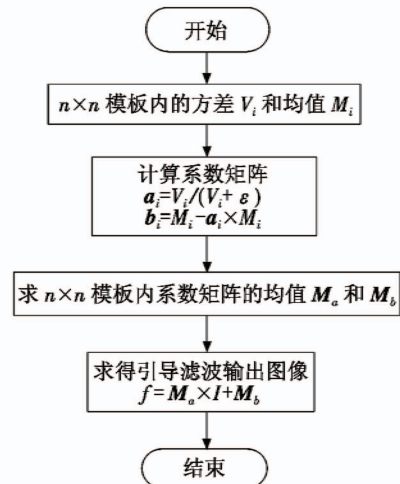 开始
n×n 模板内的方差 Vi 和均值 Mi
计算系数矩阵
ai=Vi/(Vi+ ε)
bi=Mi-ai×Mi
求 n×n 模板内系数矩阵的均值 Ma 和 Mb
求得引导滤波输出图像
f=Ma×I+Mb
结束